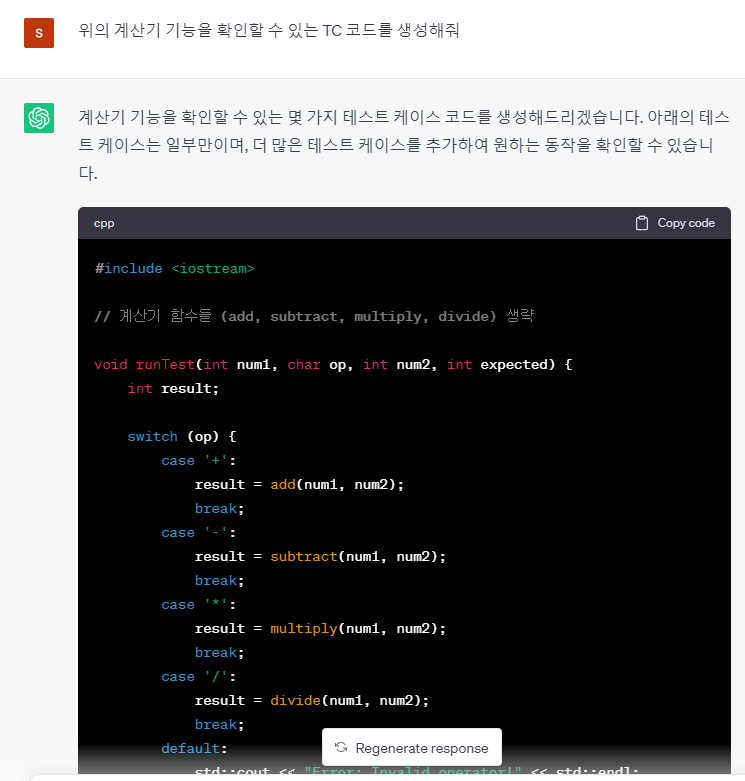 S
위의 계산기 기능을 확인할 수 있는 TC 코드를 생성해줘
계산기 기능을 확인할 수 있는 몇 가지 테스트 케이스 코드를 생성해드리겠습니다. 아래의 테스
트 케이스는 일부만이며, 더 많은 테스트 케이스를 추가하여 원하는 동작을 확인할 수 있습니
다.
cpp Copy code
#include <iostream>
// 계산기 함수들 (add, subtract, multiply, divide) 생략
void runTest(int num1, char op, int num2, int expected) {
int result;
switch (op) {
case '+':
result = add(num1, num2);
break;
case '-':
result = subtract(num1, num2);
break;
case '*':
result = multiply(num1, num2);
break;
case '/':
result = divide(num1, num2);
break;
default:
Regenerate response
std::cout << "Error: Invalid operator!" << std::endl;